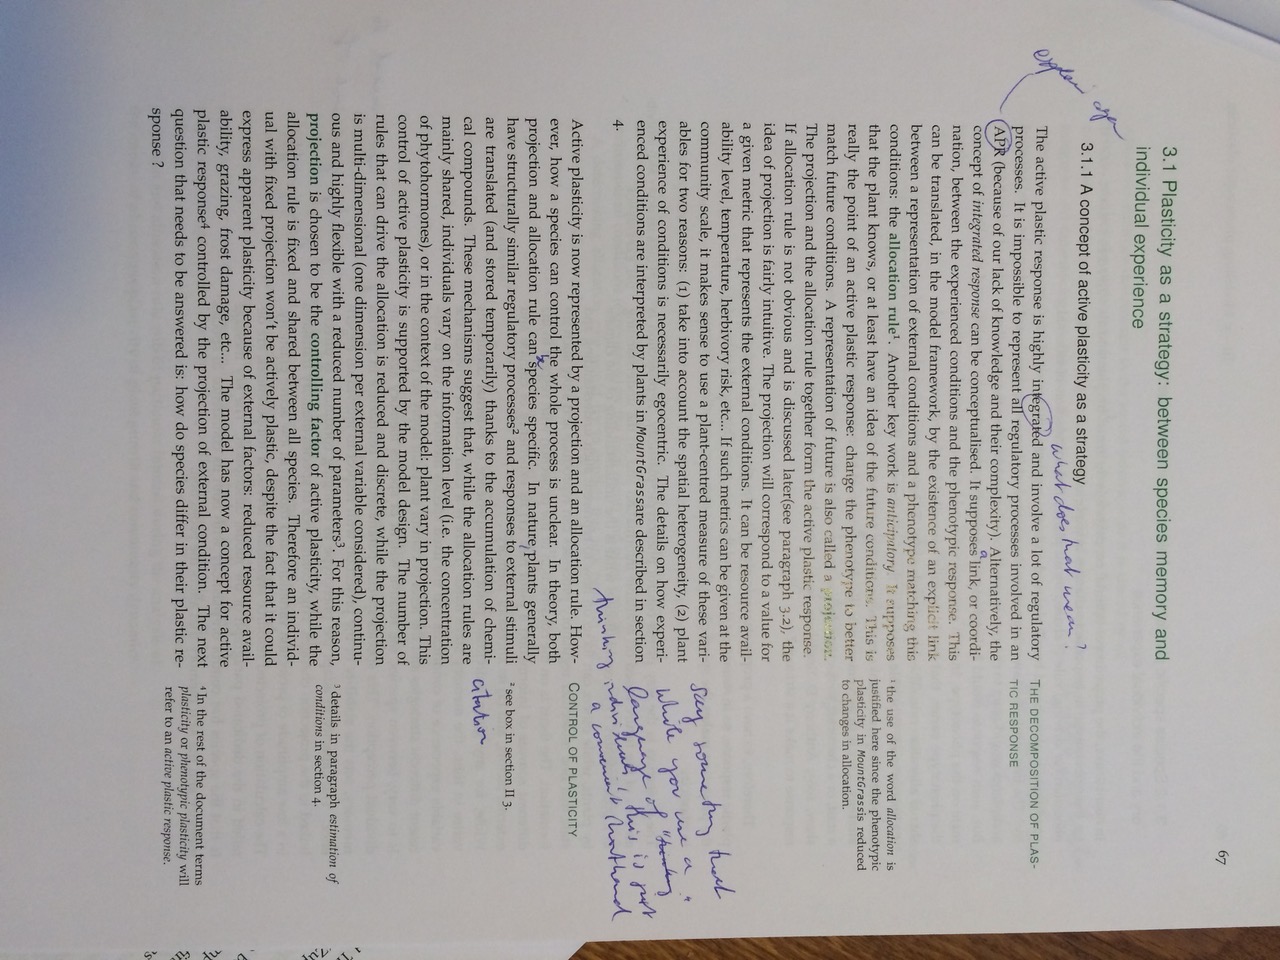 67
3.1 Plasticity as a strategy: between species memory and
individual experience
explain again
3.1.1 A concept of active plasticity as a strategy
what does that mean?
The active plastic response is highly integrated and involve a lot of regulatory
processes. It is impossible to represent all regulatory processes involved in an
APR (because of our lack of knowledge and their complexity). Alternatively, the
concept of integrated response can be conceptualised. It supposes a link, or coordi-
nation, between the experienced conditions and the phenotypic response. This
can be translated, in the model framework, by the existence of an explicit link
between a representation of external conditions and a phenotype matching this
conditions: the allocation rule¹. Another key work is anticipatory. It supposes
that the plant knows, or at least have an idea of the future conditions. This is
really the point of an active plastic response: change the phenotype to better
match future conditions. A representation of future is also called a projection.
The projection and the allocation rule together form the active plastic response.
If allocation rule is not obvious and is discussed later(see paragraph 3.2), the
idea of projection is fairly intuitive. The projection will correspond to a value for
a given metric that represents the external conditions. It can be resource avail-
ability level, temperature, herbivory risk, etc... If such metrics can be given at the
community scale, it makes sense to use a plant-centred measure of these vari-
ables for two reasons: (1) take into account the spatial heterogeneity, (2) plant
experience of conditions is necessarily egocentric. The details on how experi-
enced conditions are interpreted by plants in MountGrassare described in section
4.
THE DECOMPOSITION OF PLAS-
TIC RESPONSE
¹ the use of the word allocation is
justified here since the phenotypic
plasticity in MountGrassis reduced
to changes in allocation.
say something that
while you use a
language of "thinking"
thinking individuals, this is just
a convenient shorthand
Active plasticity is now represented by a projection and an allocation rule. How-
ever, how a species can control the whole process is unclear. In theory, both
projection and allocation rule can be species specific. In nature, plants generally
have structurally similar regulatory processes² and responses to external stimuli
are translated (and stored temporarily) thanks to the accumulation of chemi-
cal compounds. These mechanisms suggest that, while the allocation rules are
mainly shared, individuals vary on the information level (i.e. the concentration
of phytohormones), or in the context of the model: plant vary in projection. This
control of active plasticity is supported by the model design. The number of
rules that can drive the allocation is reduced and discrete, while the projection
is multi-dimensional (one dimension per external variable considered), continu-
ous and highly flexible with a reduced number of parameters³. For this reason,
projection is chosen to be the controlling factor of active plasticity, while the
allocation rule is fixed and shared between all species. Therefore an individ-
ual with fixed projection won't be actively plastic, despite the fact that it could
express apparent plasticity because of external factors: reduced resource avail-
ability, grazing, frost damage, etc... The model has now a concept for active
plastic response⁴ controlled by the projection of external condition. The next
question that needs to be answered is: how do species differ in their plastic re-
sponse ?
CONTROL OF PLASTICITY
² see box in section II 3.
citation
³ details in paragraph estimation of
conditions in section 4.
⁴ In the rest of the document terms
plasticity or phenotypic plasticity will
refer to an active plastic response.